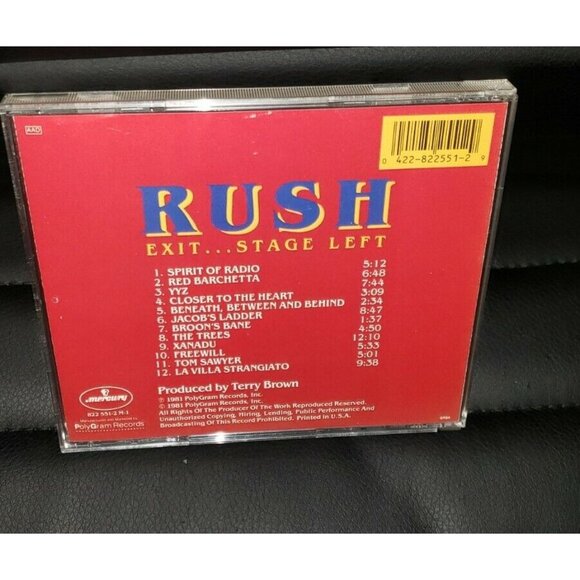 AAD
0 422-822551-2 9
RUSH
EXIT...STAGE LEFT
1. SPIRIT OF RADIO 5:12
2. RED BARCHETTA 6:48
3. YYZ 7:44
4. CLOSER TO THE HEART 3:09
5. BENEATH, BETWEEN AND BEHIND 2:34
6. JACOB'S LADDER 8:47
7. BROON'S BANE 1:37
8. THE TREES 4:50
9. XANADU 12:10
10. FREEWILL 5:33
11. TOM SAWYER 5:01
12. LA VILLA STRANGIATO 9:38
Produced by Terry Brown
℗ 1981 PolyGram Records, Inc.
© 1981 PolyGram Records, Inc.
All Rights Of The Producer Of The Work Reproduced Reserved.
Unauthorized Copying, Hiring, Lending, Public Performance And
Broadcasting Of This Record Prohibited. Printed in U.S.A.
mercury
822 551-2 M-1
PolyGram Records